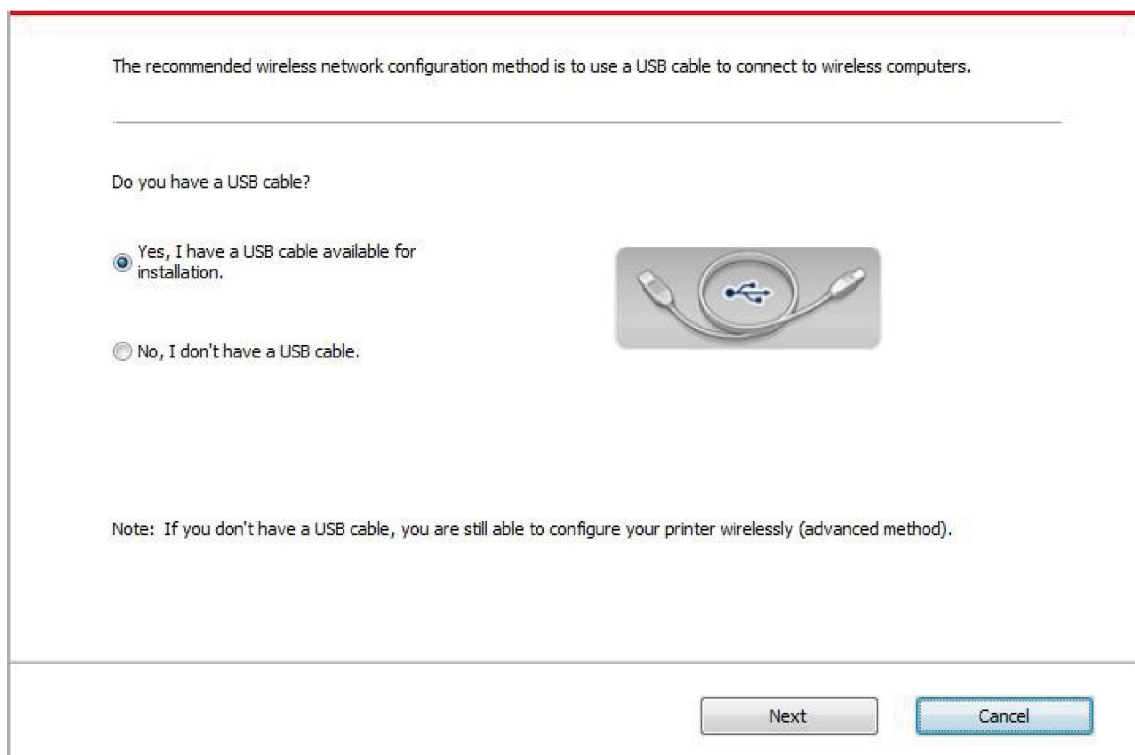 The recommended wireless network configuration method is to use a USB cable to connect to wireless computers.
Do you have a USB cable?
Yes, I have a USB cable available for
installation.
No, I don't have a USB cable.
Note:  If you don't have a USB cable, you are still able to configure your printer wirelessly (advanced method).
Next
Cancel